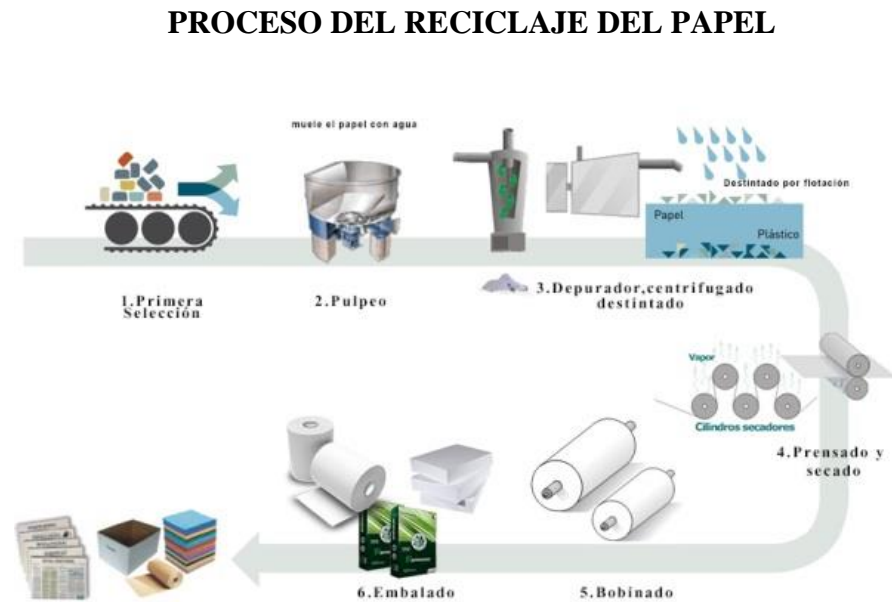 PROCESO DEL RECICLAJE DEL PAPEL
muele el papel con agua
Destintado por flotación
Papel
Plástico
1.Primera
Selección
2.Pulpeo
3.Depurador,centrifugado
destintado
Vapor
Cilindros secadores
4.Prensado y
secado
6.Embalado
5.Bobinado